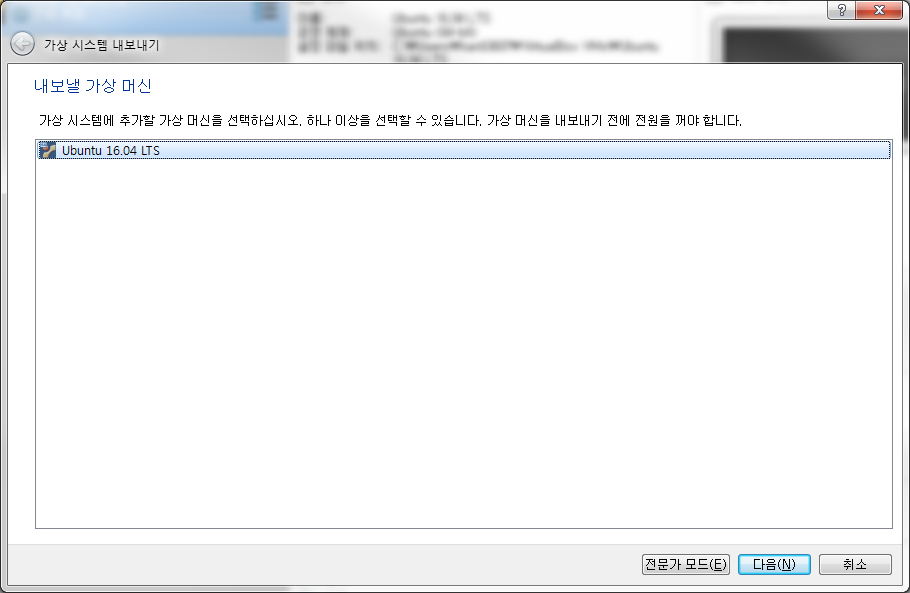 가상 시스템 내보내기
내보낼 가상 머신
가상 시스템에 추가할 가상 머신을 선택하십시오. 하나 이상을 선택할 수 있습니다. 가상 머신을 내보내기 전에 전원을 꺼야 합니다.
Ubuntu 16.04 LTS
전문가 모드(E) 다음(N) 취소